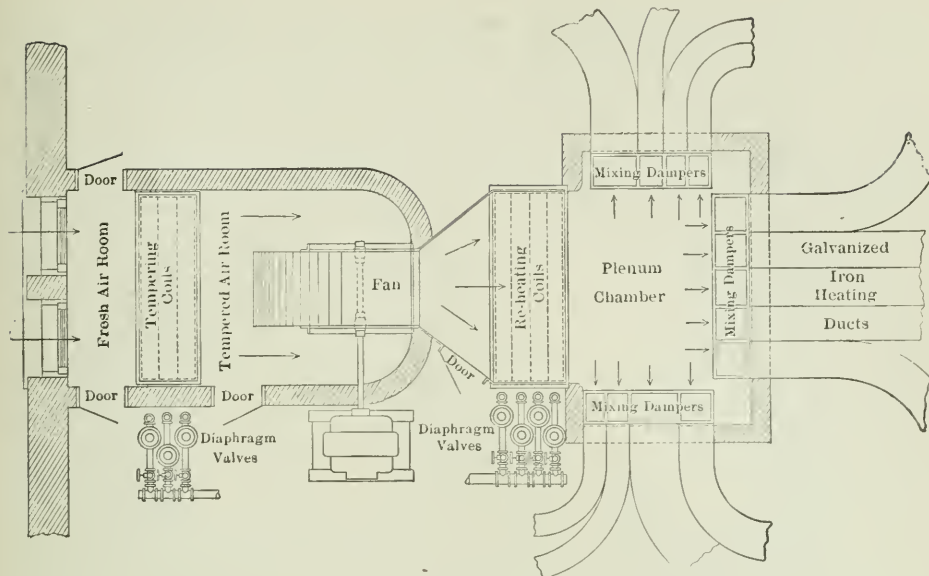 Door
Fresh Air Room
Tempering
Coils
Tempered Air Room
Fan
Re-heating
Coils
Plenum
Chamber
Mixing Dampers
Mixing Dampers
Galvanized
Iron
Heating
Ducts
Door
Door
Door
Mixing Dampers
Diaphragm
Valves
Diaphragm
Valves